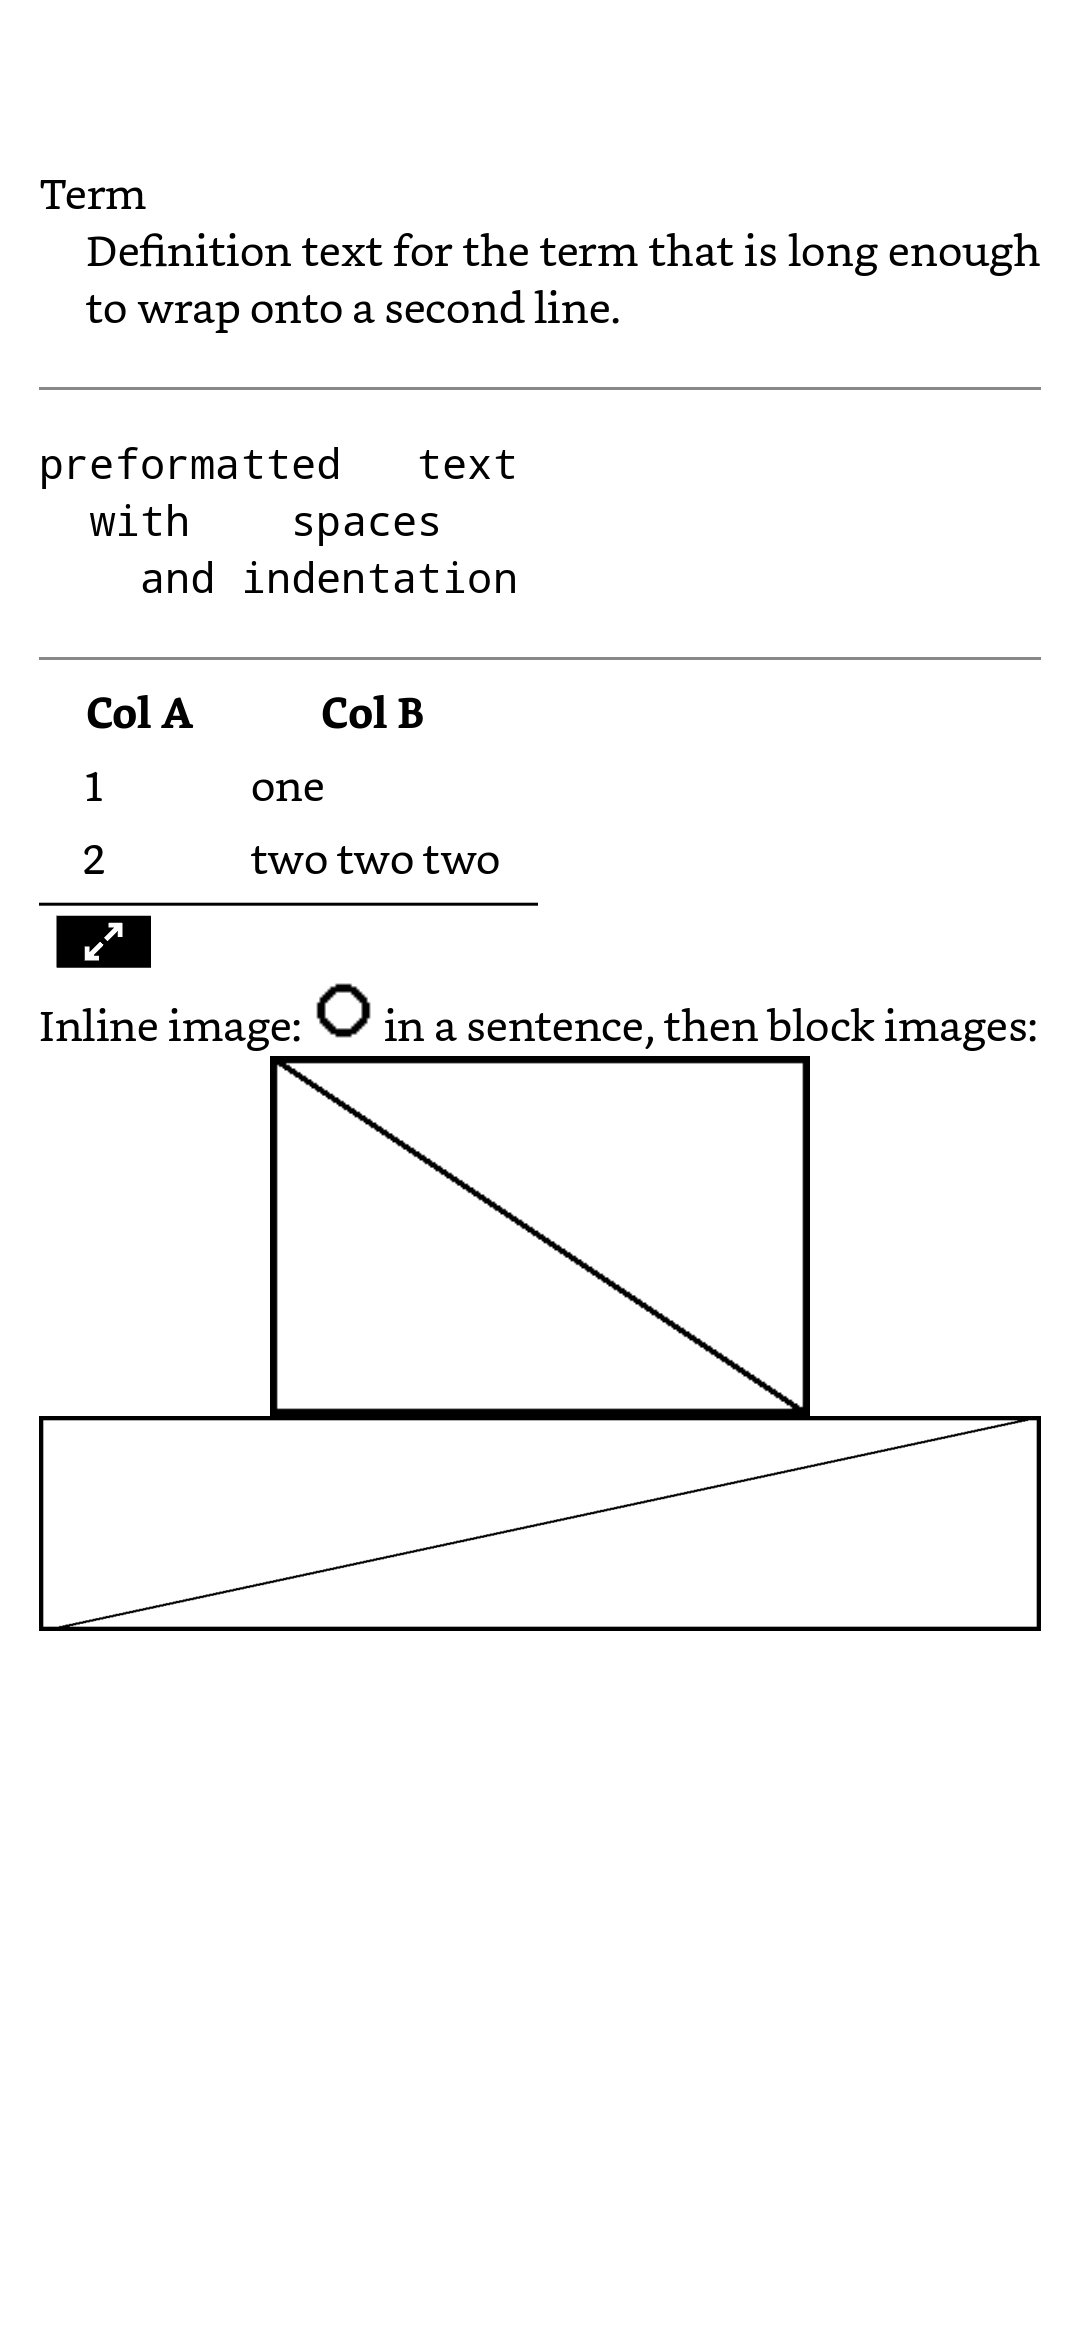 Term
Definition text for the term that is long enough
to wrap onto a second line.
preformatted   text
  with    spaces
    and indentation
Col A Col B
1 one
2 two two two
Inline image: in a sentence, then block images: